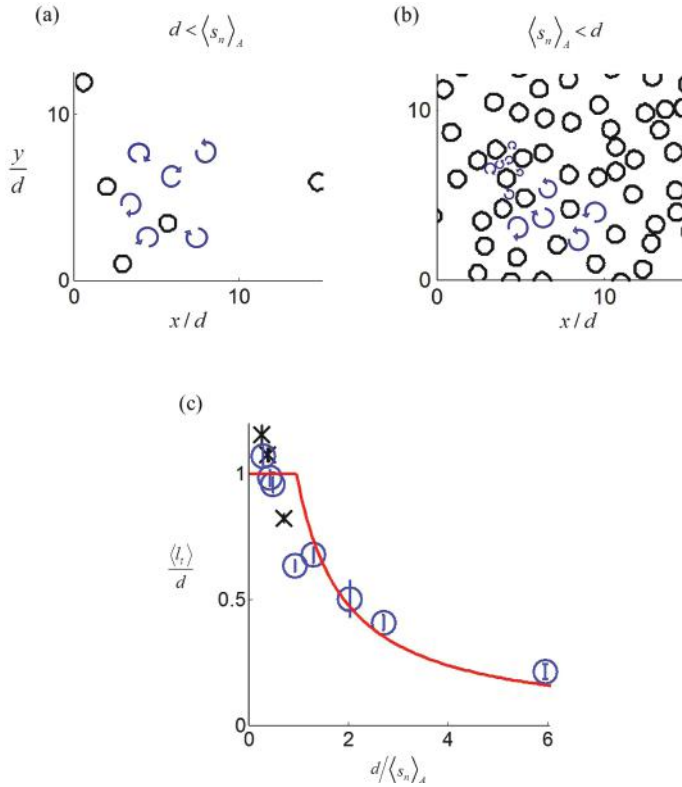 (a)
d < ⟨s_n⟩_A
y/d
10
0
0
10
x / d
(b)
⟨s_n⟩_A < d
10
0
0
10
x / d
(c)
⟨l_t⟩/d
1
0.5
0
0
2
4
6
d/⟨s_n⟩_A